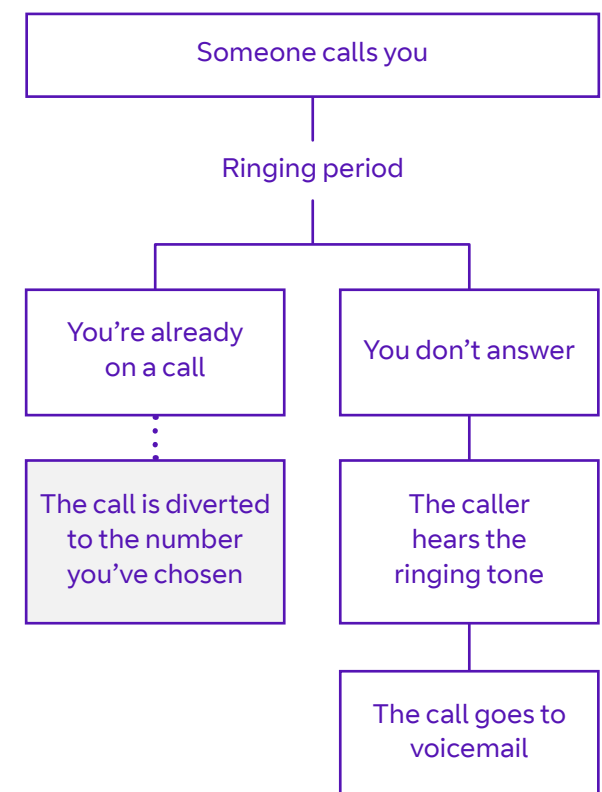 Someone calls you
Ringing period
You’re already
on a call
You don’t answer
The call is diverted
to the number
you’ve chosen
The caller
hears the
ringing tone
The call goes to
voicemail